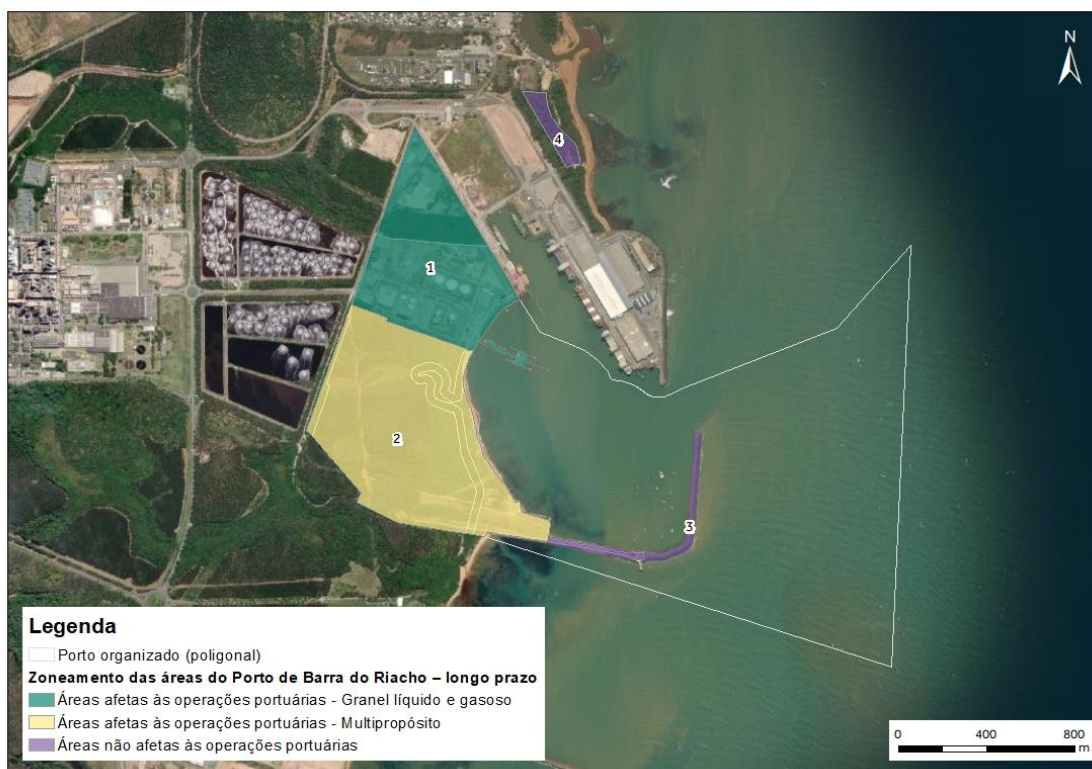 N
4
1
2
3
Legenda
Porto organizado (poligonal)
Zoneamento das áreas do Porto de Barra do Riacho – longo prazo
Áreas afetas às operações portuárias - Granel líquido e gasoso
Áreas afetas às operações portuárias - Multipropósito
Áreas não afetas às operações portuárias
0 400 800
m